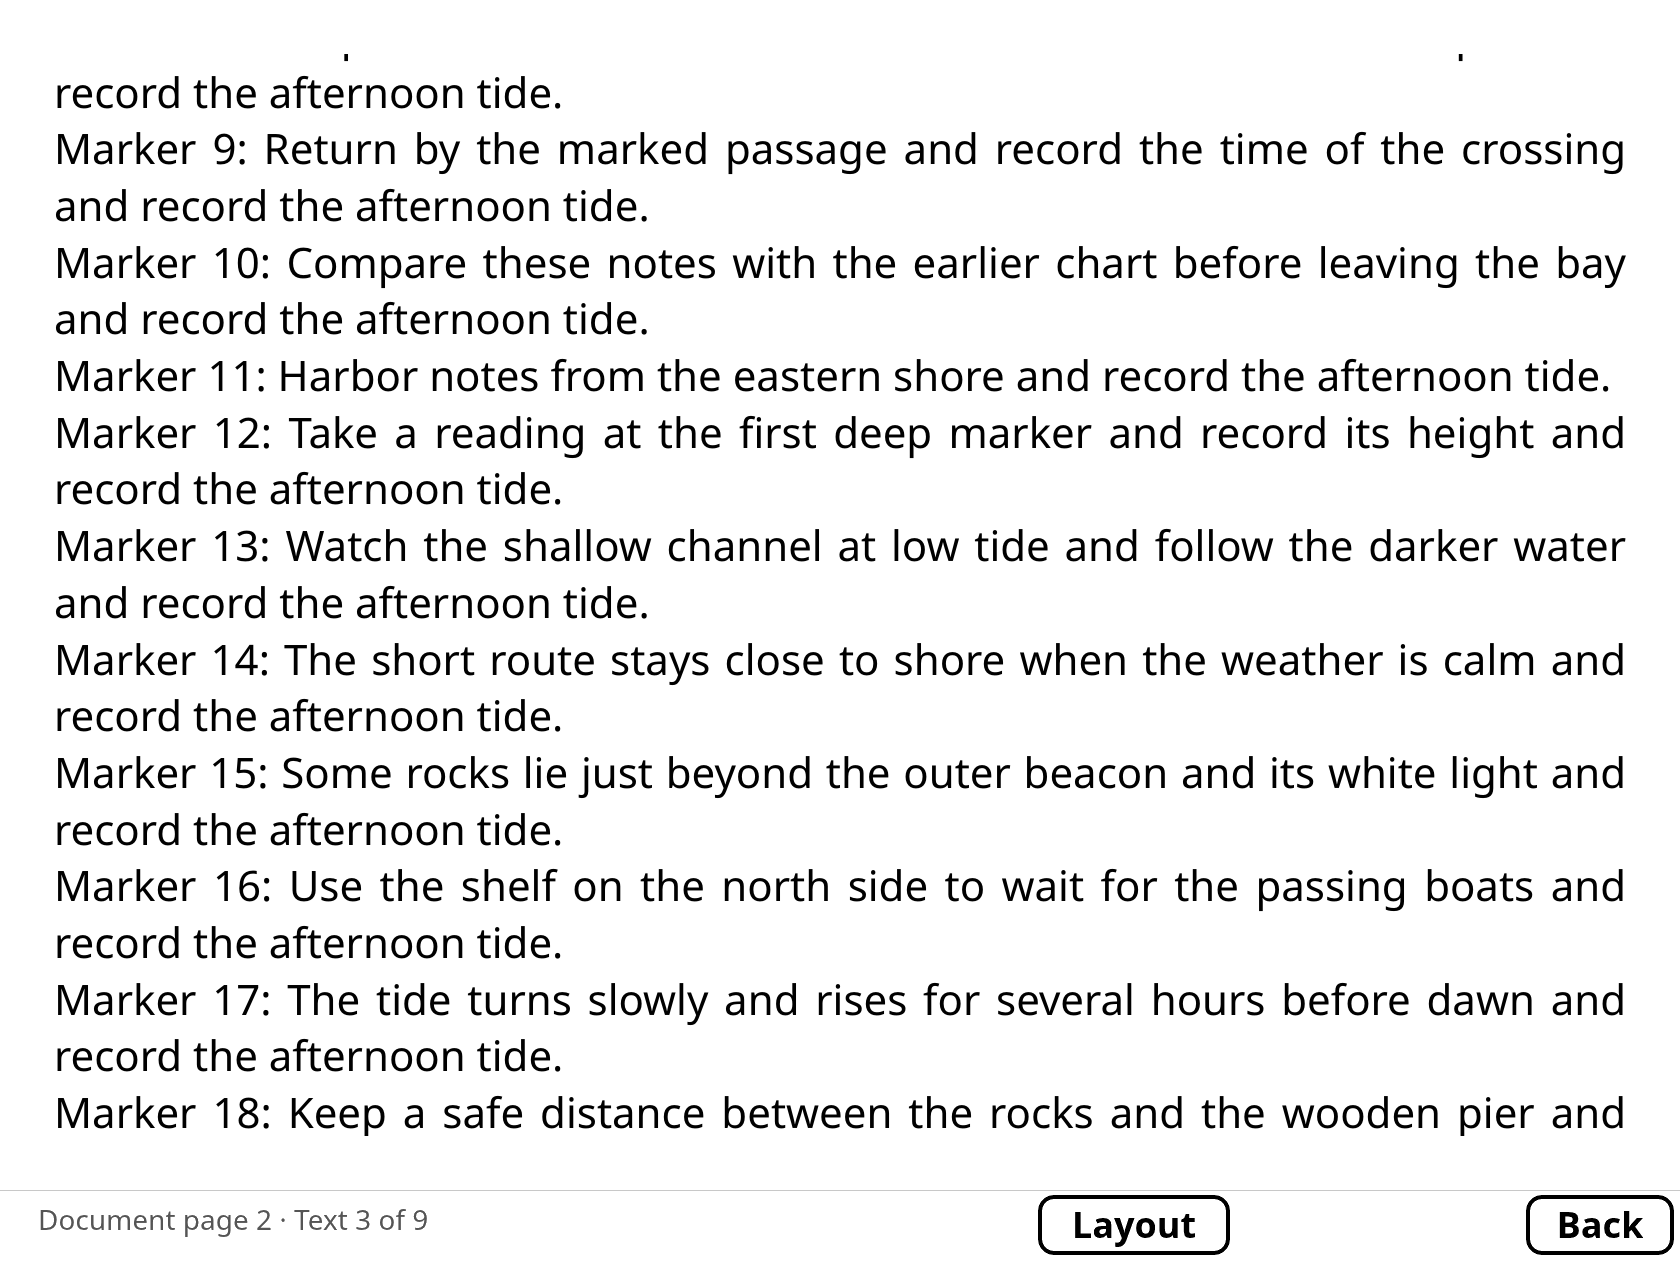 record the afternoon tide.
Marker 9: Return by the marked passage and record the time of the crossing
and record the afternoon tide.
Marker 10: Compare these notes with the earlier chart before leaving the bay
and record the afternoon tide.
Marker 11: Harbor notes from the eastern shore and record the afternoon tide.
Marker 12: Take a reading at the first deep marker and record its height and
record the afternoon tide.
Marker 13: Watch the shallow channel at low tide and follow the darker water
and record the afternoon tide.
Marker 14: The short route stays close to shore when the weather is calm and
record the afternoon tide.
Marker 15: Some rocks lie just beyond the outer beacon and its white light and
record the afternoon tide.
Marker 16: Use the shelf on the north side to wait for the passing boats and
record the afternoon tide.
Marker 17: The tide turns slowly and rises for several hours before dawn and
record the afternoon tide.
Marker 18: Keep a safe distance between the rocks and the wooden pier and
Document page 2 · Text 3 of 9
Layout
Back